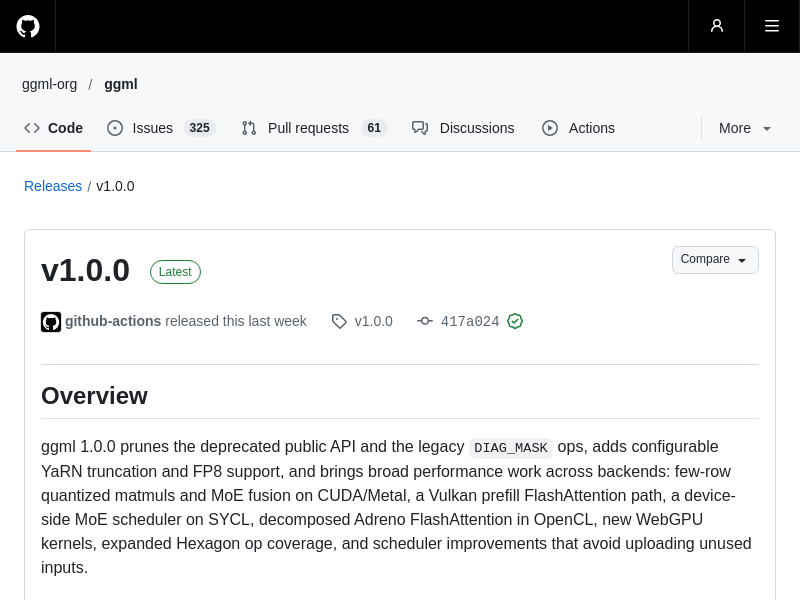 ggml-org / ggml
Code Issues 325 Pull requests 61 Discussions Actions More
Releases / v1.0.0
v1.0.0 Latest Compare
github-actions released this last week v1.0.0 417a024
Overview
ggml 1.0.0 prunes the deprecated public API and the legacy DIAG_MASK ops, adds configurable
YaRN truncation and FP8 support, and brings broad performance work across backends: few-row
quantized matmuls and MoE fusion on CUDA/Metal, a Vulkan prefill FlashAttention path, a device-
side MoE scheduler on SYCL, decomposed Adreno FlashAttention in OpenCL, new WebGPU
kernels, expanded Hexagon op coverage, and scheduler improvements that avoid uploading unused
inputs.